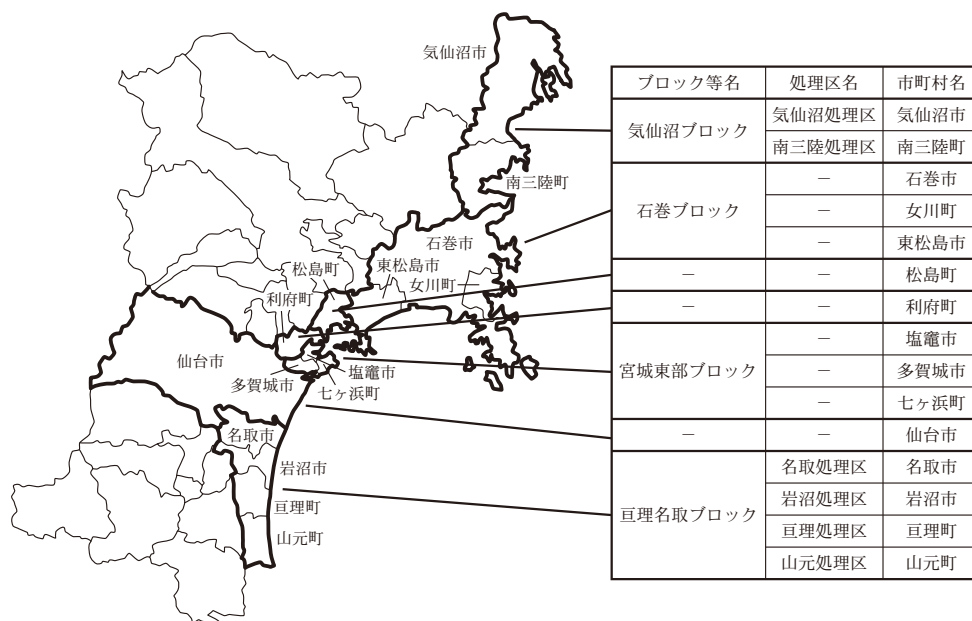 気仙沼市
南三陸町
石巻市
東松島市
女川町
松島町
利府町
仙台市
塩竈市
多賀城市
七ヶ浜町
名取市
岩沼市
亘理町
山元町
ブロック等名 処理区名 市町村名
気仙沼ブロック 気仙沼処理区 気仙沼市
南三陸処理区 南三陸町
石巻ブロック － 石巻市
－ 女川町
－ 東松島市
－ － 松島町
－ － 利府町
宮城東部ブロック － 塩竈市
－ 多賀城市
－ 七ヶ浜町
－ － 仙台市
亘理名取ブロック 名取処理区 名取市
岩沼処理区 岩沼市
亘理処理区 亘理町
山元処理区 山元町